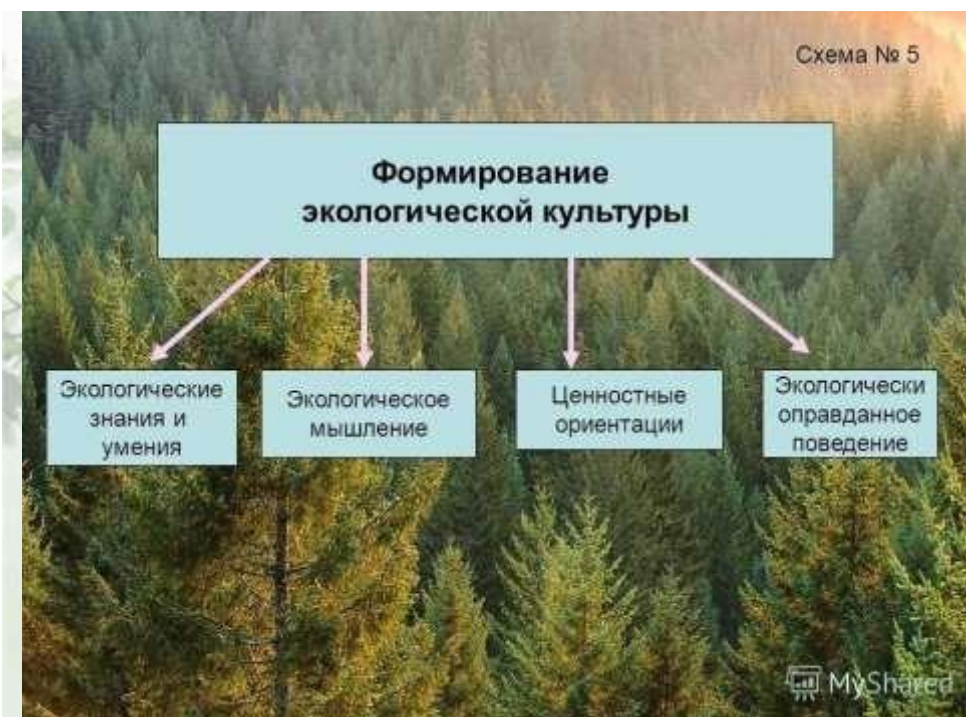 Схема № 5
Формирование
экологической культуры
Экологические
знания и
умения
Экологическое
мышление
Ценностные
ориентации
Экологически
оправданное
поведение
MyShared